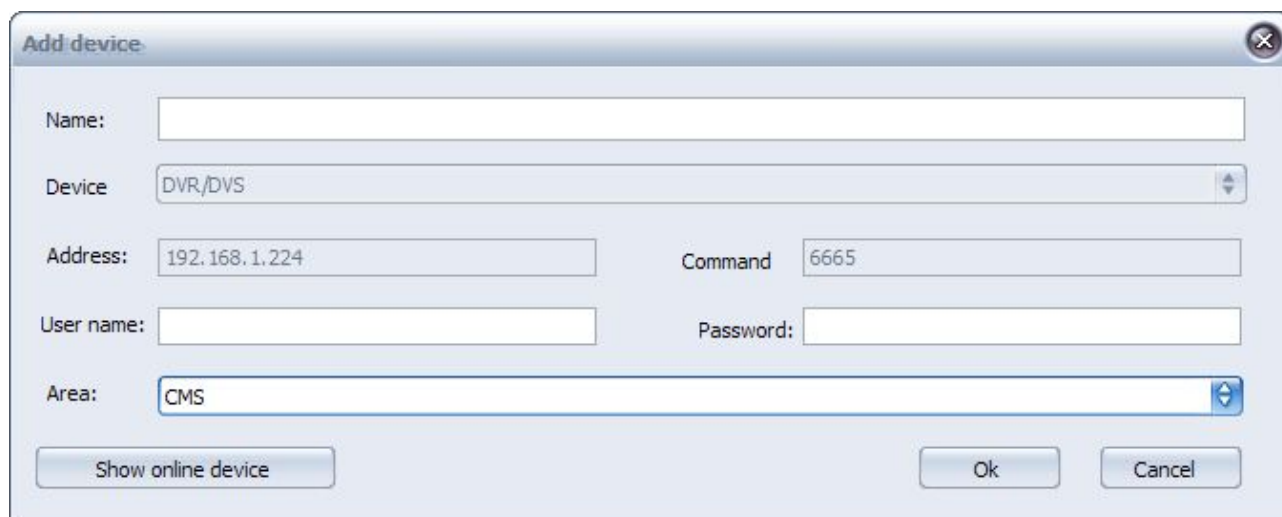 Add device
Name:
Device DVR/DVS
Address: 192.168.1.224 Command 6665
User name: Password:
Area: CMS
Show online device Ok Cancel